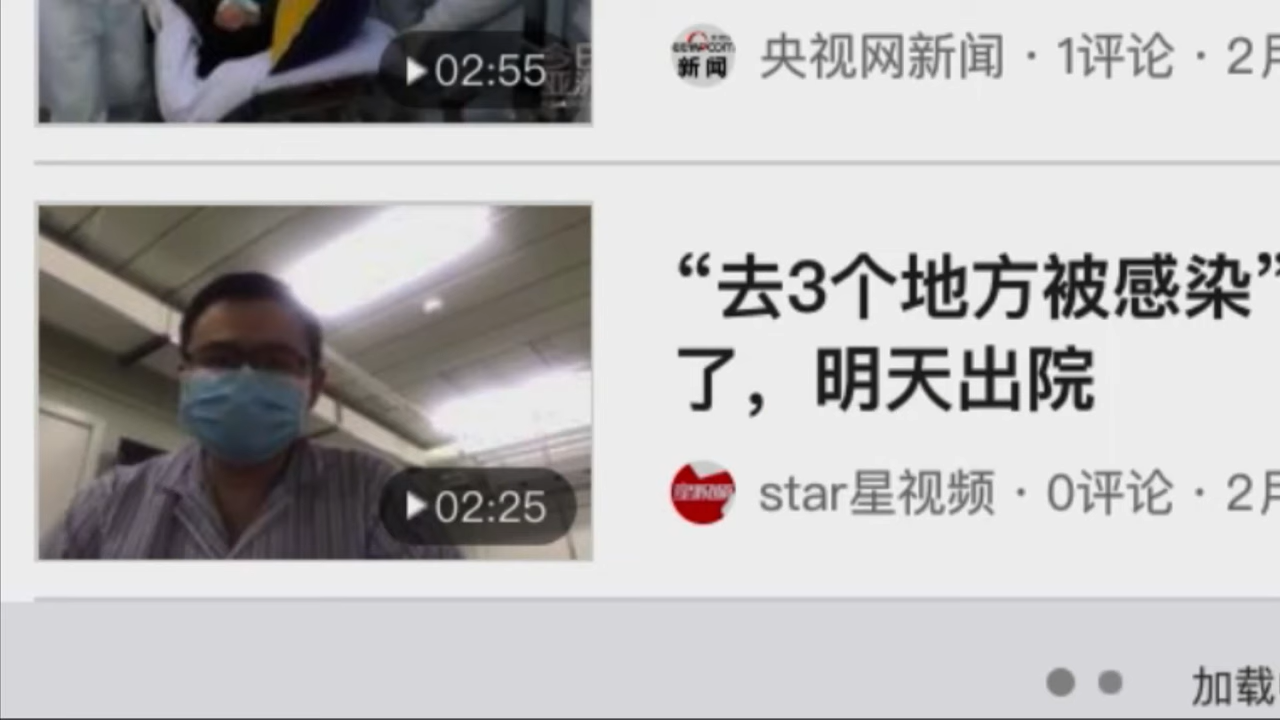 02:55
新闻
央视网新闻 · 1评论 · 2月
“去3个地方被感染”
了，明天出院
star星视频 · 0评论 · 2月
02:25
加载